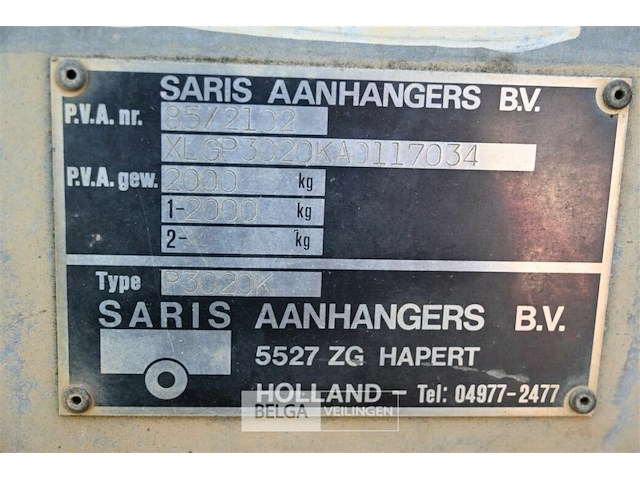 SARIS AANHANGERS B.V.
P.V.A. nr. 85/2102
XLGP3020KA0117034
P.V.A. gew. 2000 kg
1- 2000 kg
2- kg
Type P3020K
SARIS AANHANGERS B.V.
5527 ZG HAPERT
HOLLAND - Tel: 04977-2477
BELGA VEILINGEN